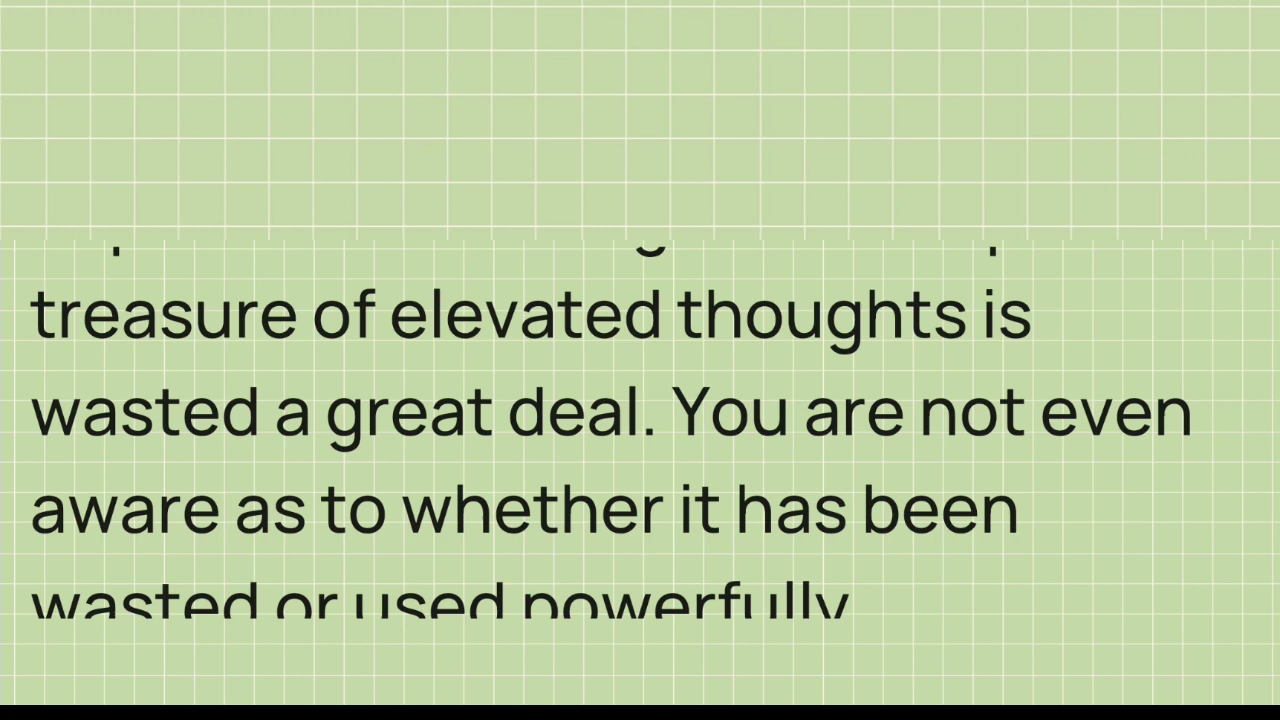 treasure of elevated thoughts is
wasted a great deal. You are not even
aware as to whether it has been
wasted or used powerfully